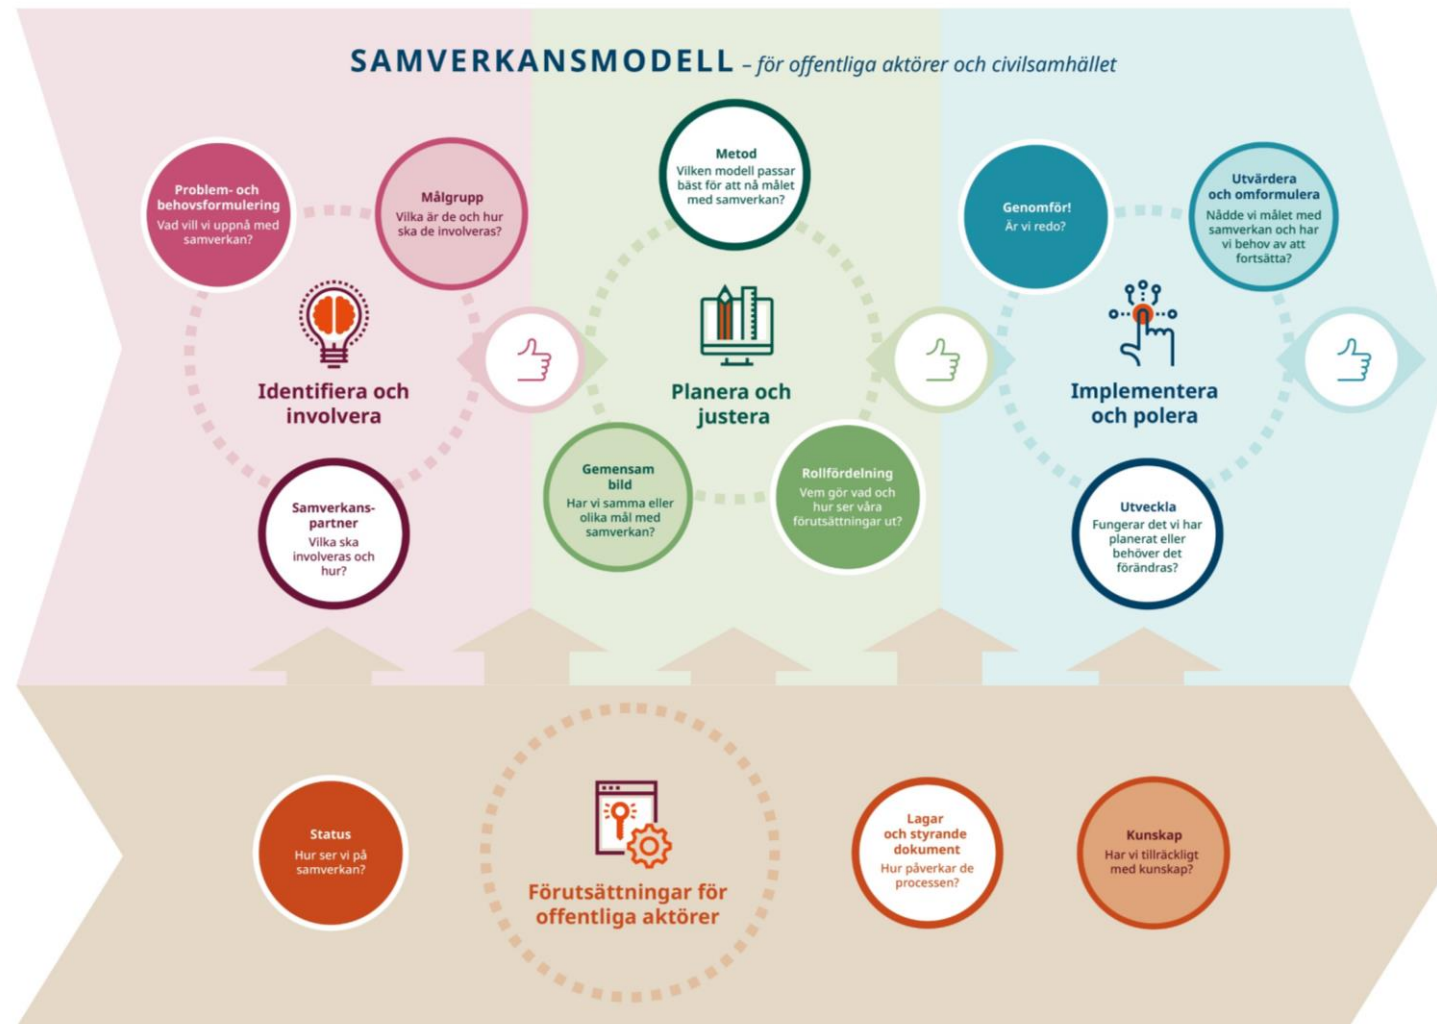 SAMVERKANSMODELL – för offentliga aktörer och civilsamhället
Problem- och
behovsformulering
Vad vill vi uppnå med
samverkan?
Målgrupp
Vilka är de och hur
ska de involveras?
Identifiera och
involvera
Samverkans-
partner
Vilka ska
involveras och
hur?
Metod
Vilken modell passar
bäst för att nå målet
med samverkan?
Planera och
justera
Gemensam
bild
Har vi samma eller
olika mål med
samverkan?
Rollfördelning
Vem gör vad och
hur ser våra
förutsättningar ut?
Genomför!
Är vi redo?
Utvärdera
och omformulera
Nådde vi målet med
samverkan och har
vi behov av att
fortsätta?
Implementera
och polera
Utveckla
Fungerar det vi har
planerat eller
behöver det
förändras?
Status
Hur ser vi på
samverkan?
Förutsättningar för
offentliga aktörer
Lagar
och styrande
dokument
Hur påverkar de
processen?
Kunskap
Har vi tillräckligt
med kunskap?